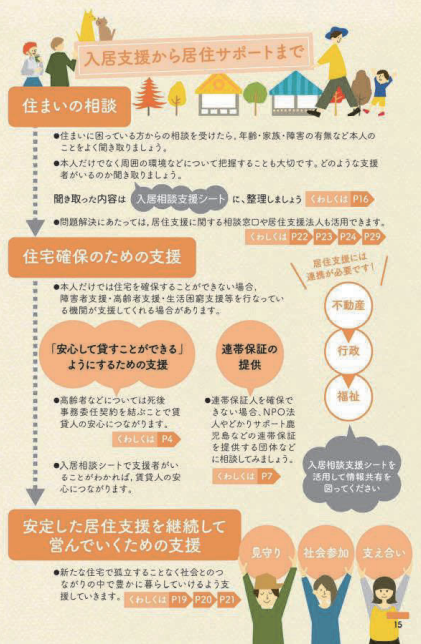 入居支援から居住サポートまで
住まいの相談
●住まいに困っている方からの相談を受けたら、年齢・家族・障害の有無など本人の
ことをよく聞き取りましょう。
●本人だけでなく周囲の環境などについて把握することも大切です。どのような支援
者がいるのか聞き取りましょう。
聞き取った内容は 入居相談支援シート に、整理しましょう くわしくは P16
●問題解決にあたっては、居住支援に関する相談窓口や居住支援法人も活用できます。
くわしくは P22 P23 P24 P29
住宅確保のための支援
●本人だけでは住宅を確保することができない場合、
障害者支援・高齢者支援・生活困窮支援等を行なってい
る機関が支援してくれる場合があります。
居住支援には
連携が必要です!
不動産
行政
福祉
入居相談支援シートを
活用して情報共有を
図ってください
「安心して貸すことができる」
ようにするための支援
●高齢者などについては死後
事務委任契約を結ぶことで賃
貸人の安心につながります。
くわしくは P4
●入居相談シートで支援者がい
ることがわかれば、賃貸人の安
心につながります。
連帯保証の
提供
●連帯保証人を確保で
きない場合、NPO法
人やどかりサポート鹿
児島などの連帯保証
を提供する団体など
に相談してみましょう。
くわしくは P7
安定した居住支援を継続して
営んでいくための支援
●新たな住宅で孤立することなく社会とのつ
ながりの中で豊かに暮らしていけるよう支
援していきます。 くわしくは P19 P20 P21
見守り
社会参加
支え合い
15